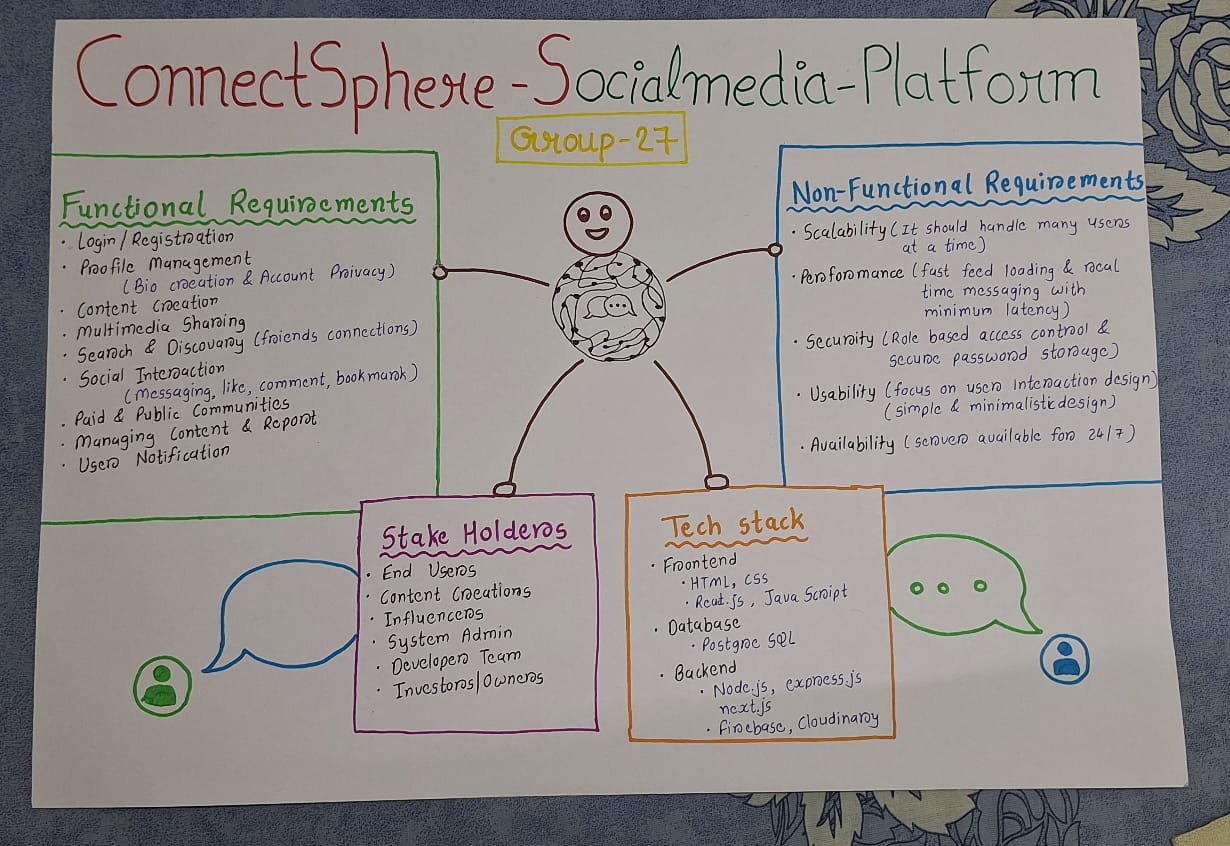 ConnectSphere-Socialmedia-Platform
Group-27
Functional Requirements
· Login / Registration
· Profile Management
(Bio creation & Account Privacy)
· Content Creation
· Multimedia Sharing
· Search & Discovary (friends connections)
· Social Interaction
(Messaging, like, comment, bookmark)
· Paid & Public Communities
· Managing Content & Report
· User Notification
Non-Functional Requirements
· Scalability (It should handle many users
at a time)
· Performance (fast feed loading & real
time messaging with
minimum latency)
· Security (Role based access control &
secure password storage)
· Usability (focus on user interaction design)
(simple & minimalistic design)
· Availability (server available for 24/7)
Stake Holders
· End Users
· Content Creations
· Influencers
· System Admin
· Developer Team
· Investors/Owners
Tech stack
· Frontend
· HTML, CSS
· React.js, Java Script
· Database
· Postgre SQL
· Backend
· Node.js, express.js
next.js
· firebase, Cloudinary